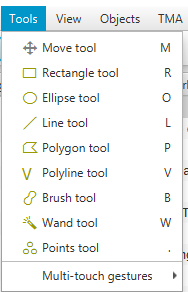 Tools View Objects TMA
Move tool M
Rectangle tool R
Ellipse tool O
Line tool L
Polygon tool P
Polyline tool V
Brush tool B
Wand tool W
Points tool .
Multi-touch gestures